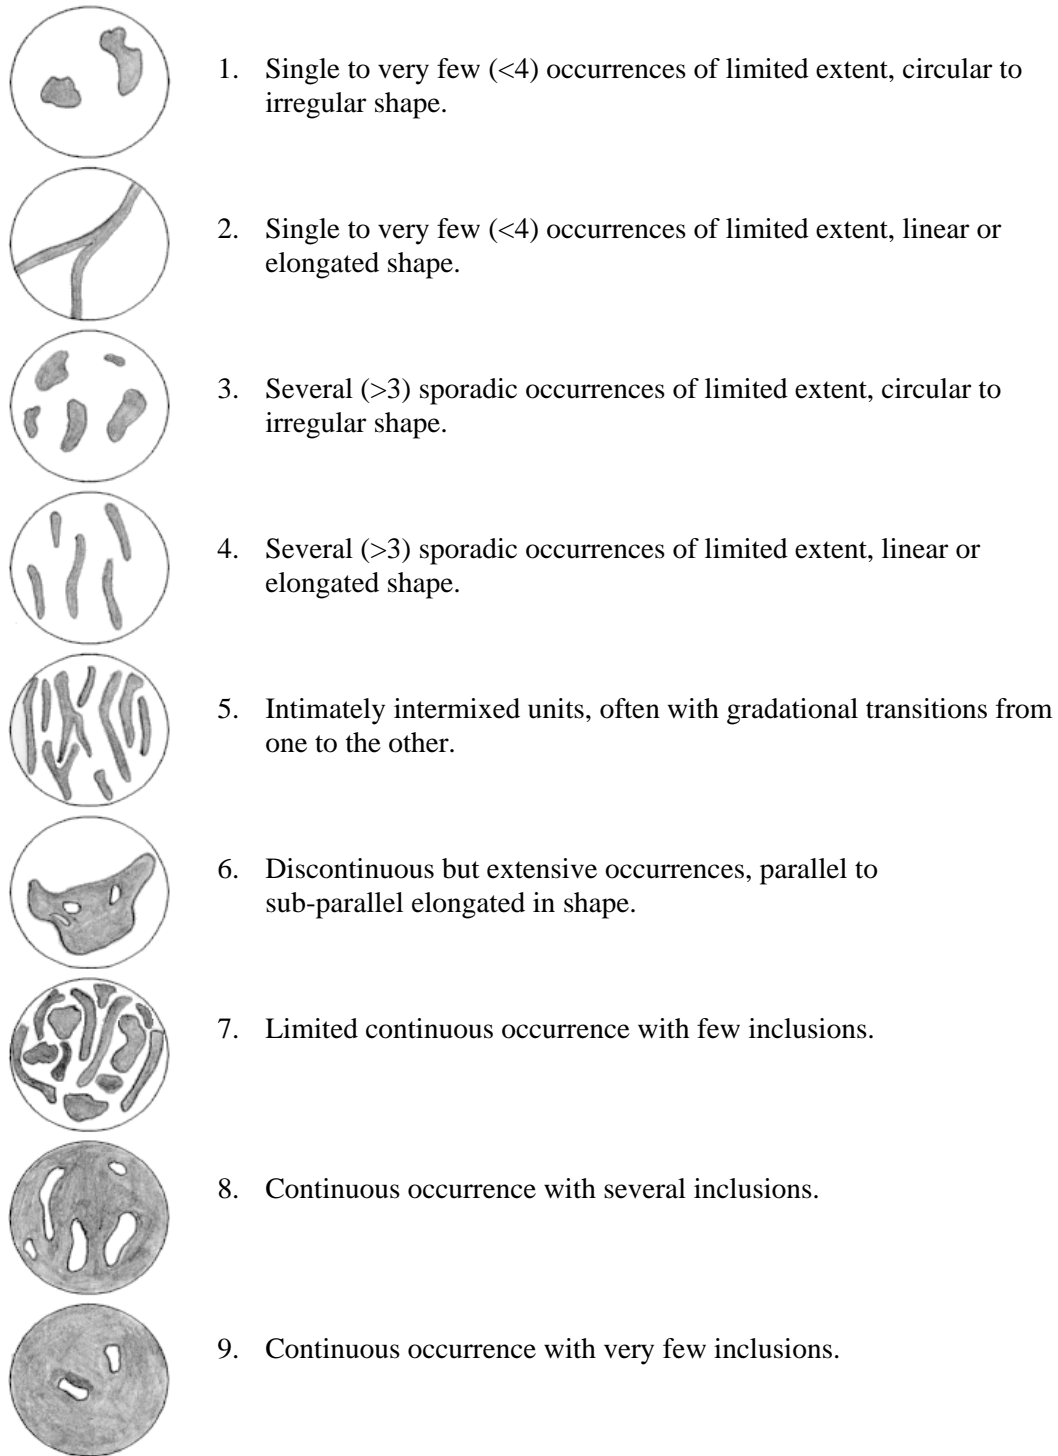 1. Single to very few (<4) occurrences of limited extent, circular to
irregular shape.
2. Single to very few (<4) occurrences of limited extent, linear or
elongated shape.
3. Several (>3) sporadic occurrences of limited extent, circular to
irregular shape.
4. Several (>3) sporadic occurrences of limited extent, linear or
elongated shape.
5. Intimately intermixed units, often with gradational transitions from
one to the other.
6. Discontinuous but extensive occurrences, parallel to
sub-parallel elongated in shape.
7. Limited continuous occurrence with few inclusions.
8. Continuous occurrence with several inclusions.
9. Continuous occurrence with very few inclusions.